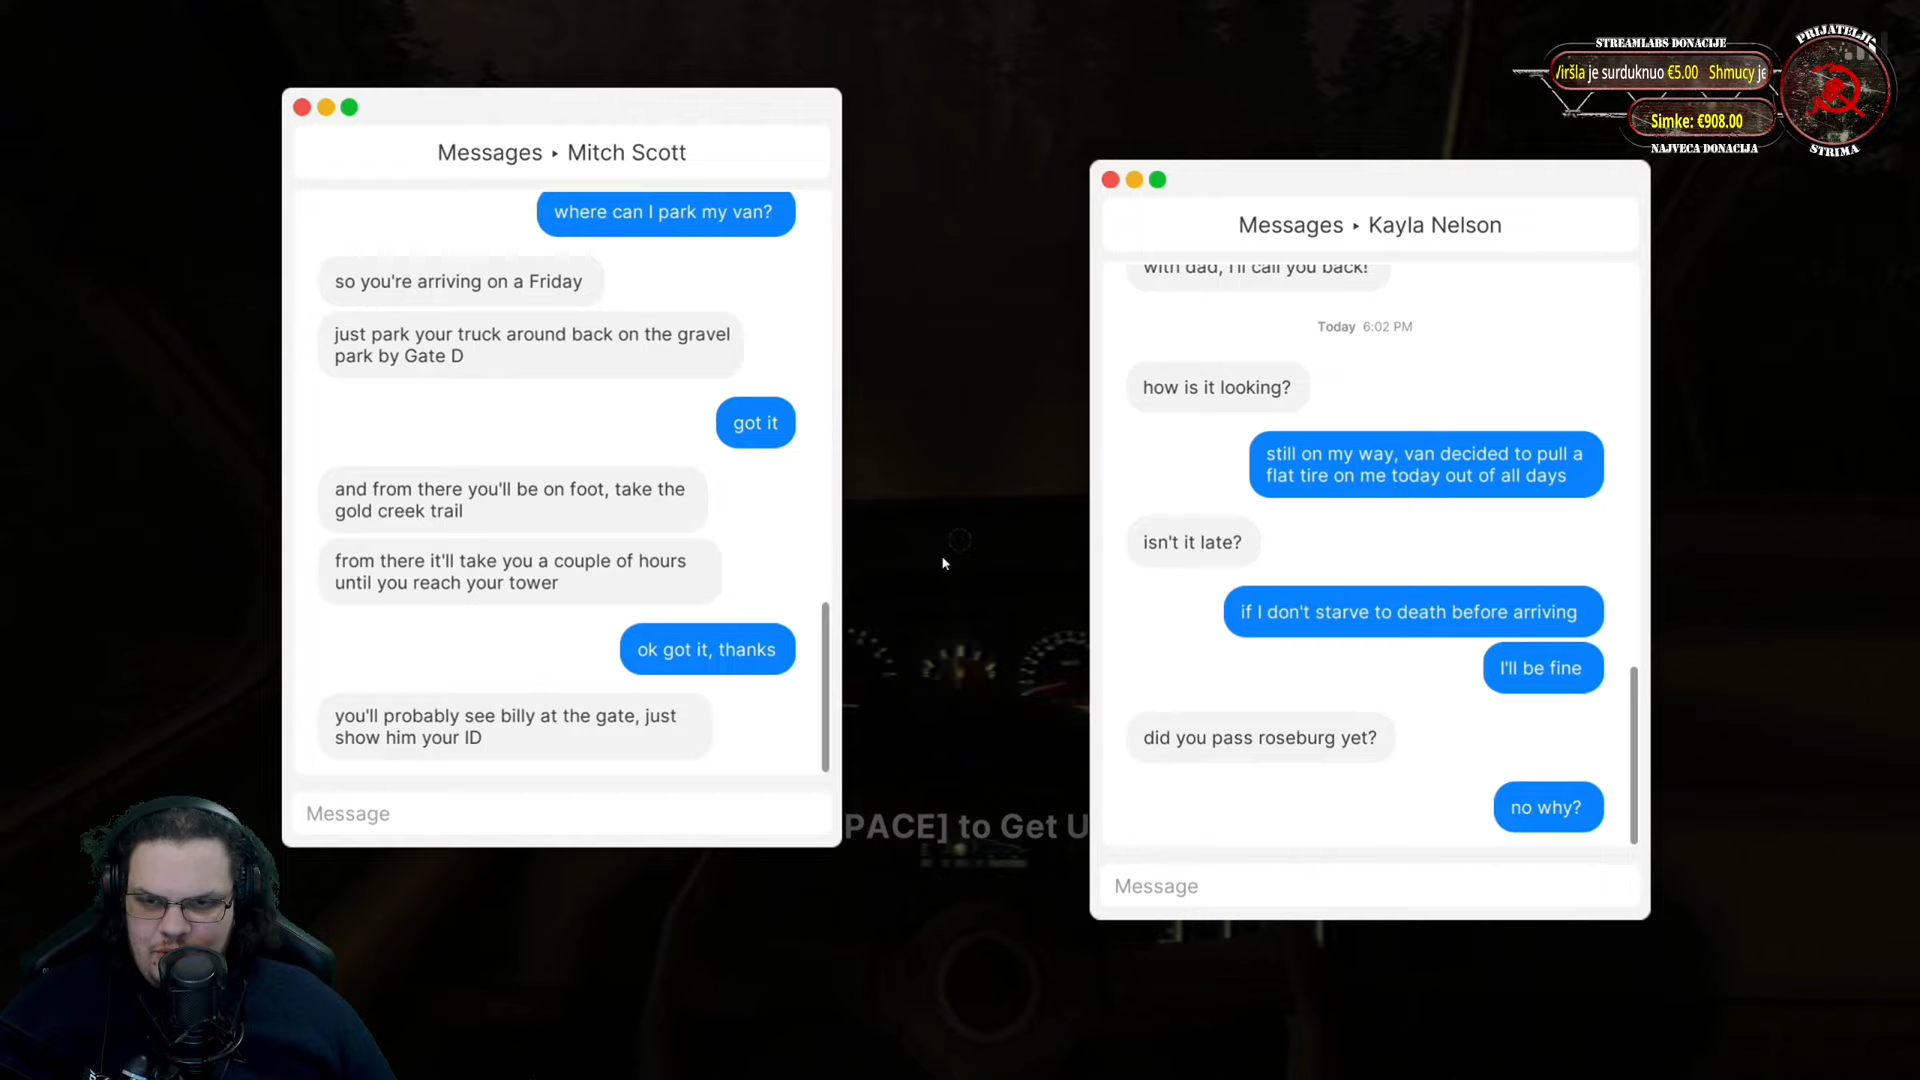 STREAMLABS DONACIJE
Viršla je surduknuo €5.00 Shmucy je
Simke: €908.00
NAJVECA DONACIJA
PRIJATELJI
STRIMA
Messages ▸ Mitch Scott
where can I park my van?
so you're arriving on a Friday
just park your truck around back on the gravel
park by Gate D
got it
and from there you'll be on foot, take the
gold creek trail
from there it'll take you a couple of hours
until you reach your tower
ok got it, thanks
you'll probably see billy at the gate, just
show him your ID
Message
PACE] to Get U
Messages ▸ Kayla Nelson
with dad, I'll call you back!
Today 6:02 PM
how is it looking?
still on my way, van decided to pull a
flat tire on me today out of all days
isn't it late?
if I don't starve to death before arriving
I'll be fine
did you pass roseburg yet?
no why?
Message